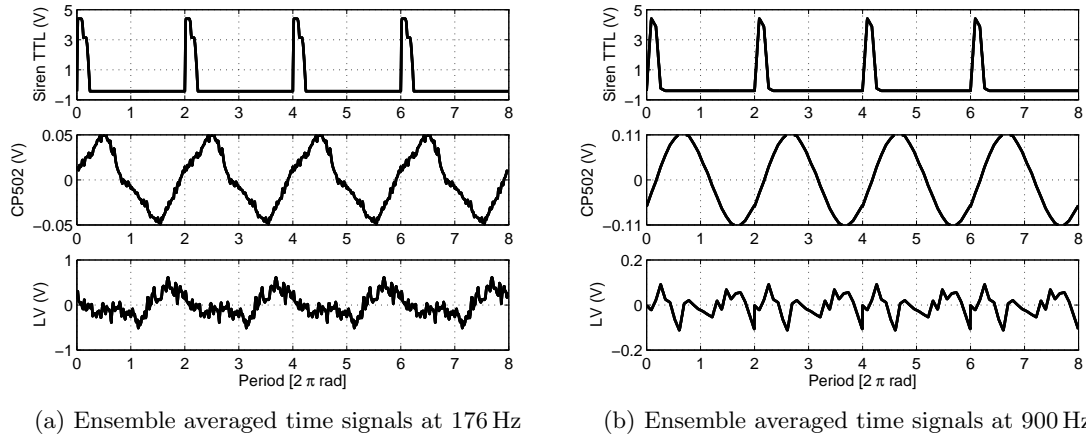 Siren TTL (V)
5
3
1
−1
0 1 2 3 4 5 6 7 8
CP502 (V)
0.05
0
−0.05
0 1 2 3 4 5 6 7 8
LV (V)
1
0
−1
0 1 2 3 4 5 6 7 8
Period [2 π rad]
(a) Ensemble averaged time signals at 176 Hz
Siren TTL (V)
5
3
1
−1
0 1 2 3 4 5 6 7 8
CP502 (V)
0.11
0
−0.11
0 1 2 3 4 5 6 7 8
LV (V)
0.2
0
−0.2
0 1 2 3 4 5 6 7 8
Period [2 π rad]
(b) Ensemble averaged time signals at 900 Hz